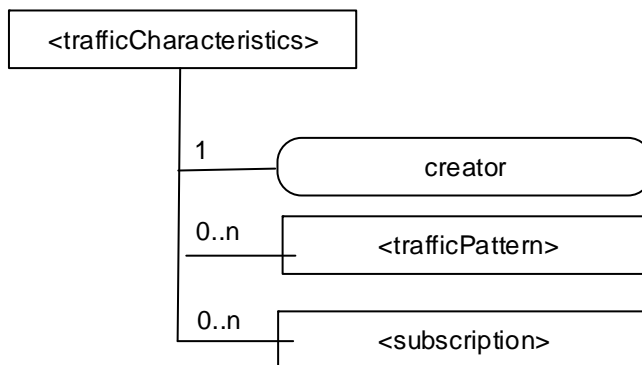 <trafficCharacteristics>
1
creator
0..n
<trafficPattern>
0..n
<subscription>